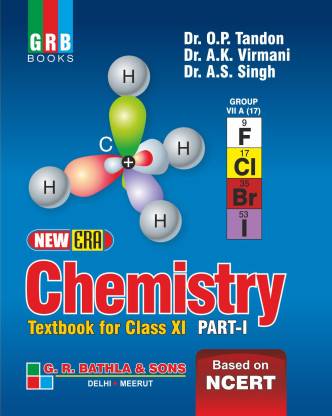 GRB
BOOKS
Dr. O.P. Tandon
Dr. A.K. Virmani
Dr. A.S. Singh
GROUP
VII A (17)
9
F
17
Cl
35
Br
53
I
H
C
H
H
H
+
NEW ERA
Chemistry
Textbook for Class XI PART-I
G. R. BATHLA & SONS
DELHI • MEERUT
Based on
NCERT